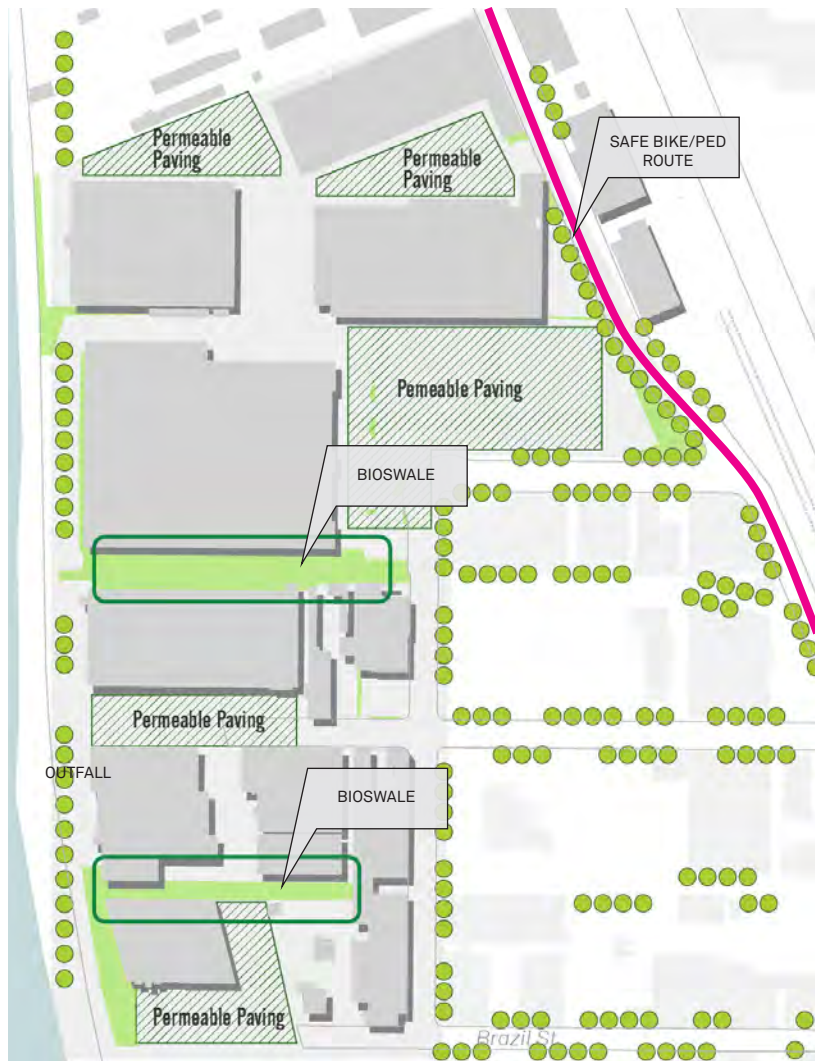 Permeable
Paving
Permeable
Paving
SAFE BIKE/PED
ROUTE
Pemeable Paving
BIOSWALE
Permeable Paving
OUTFALL
BIOSWALE
Permeable Paving
Brazil St